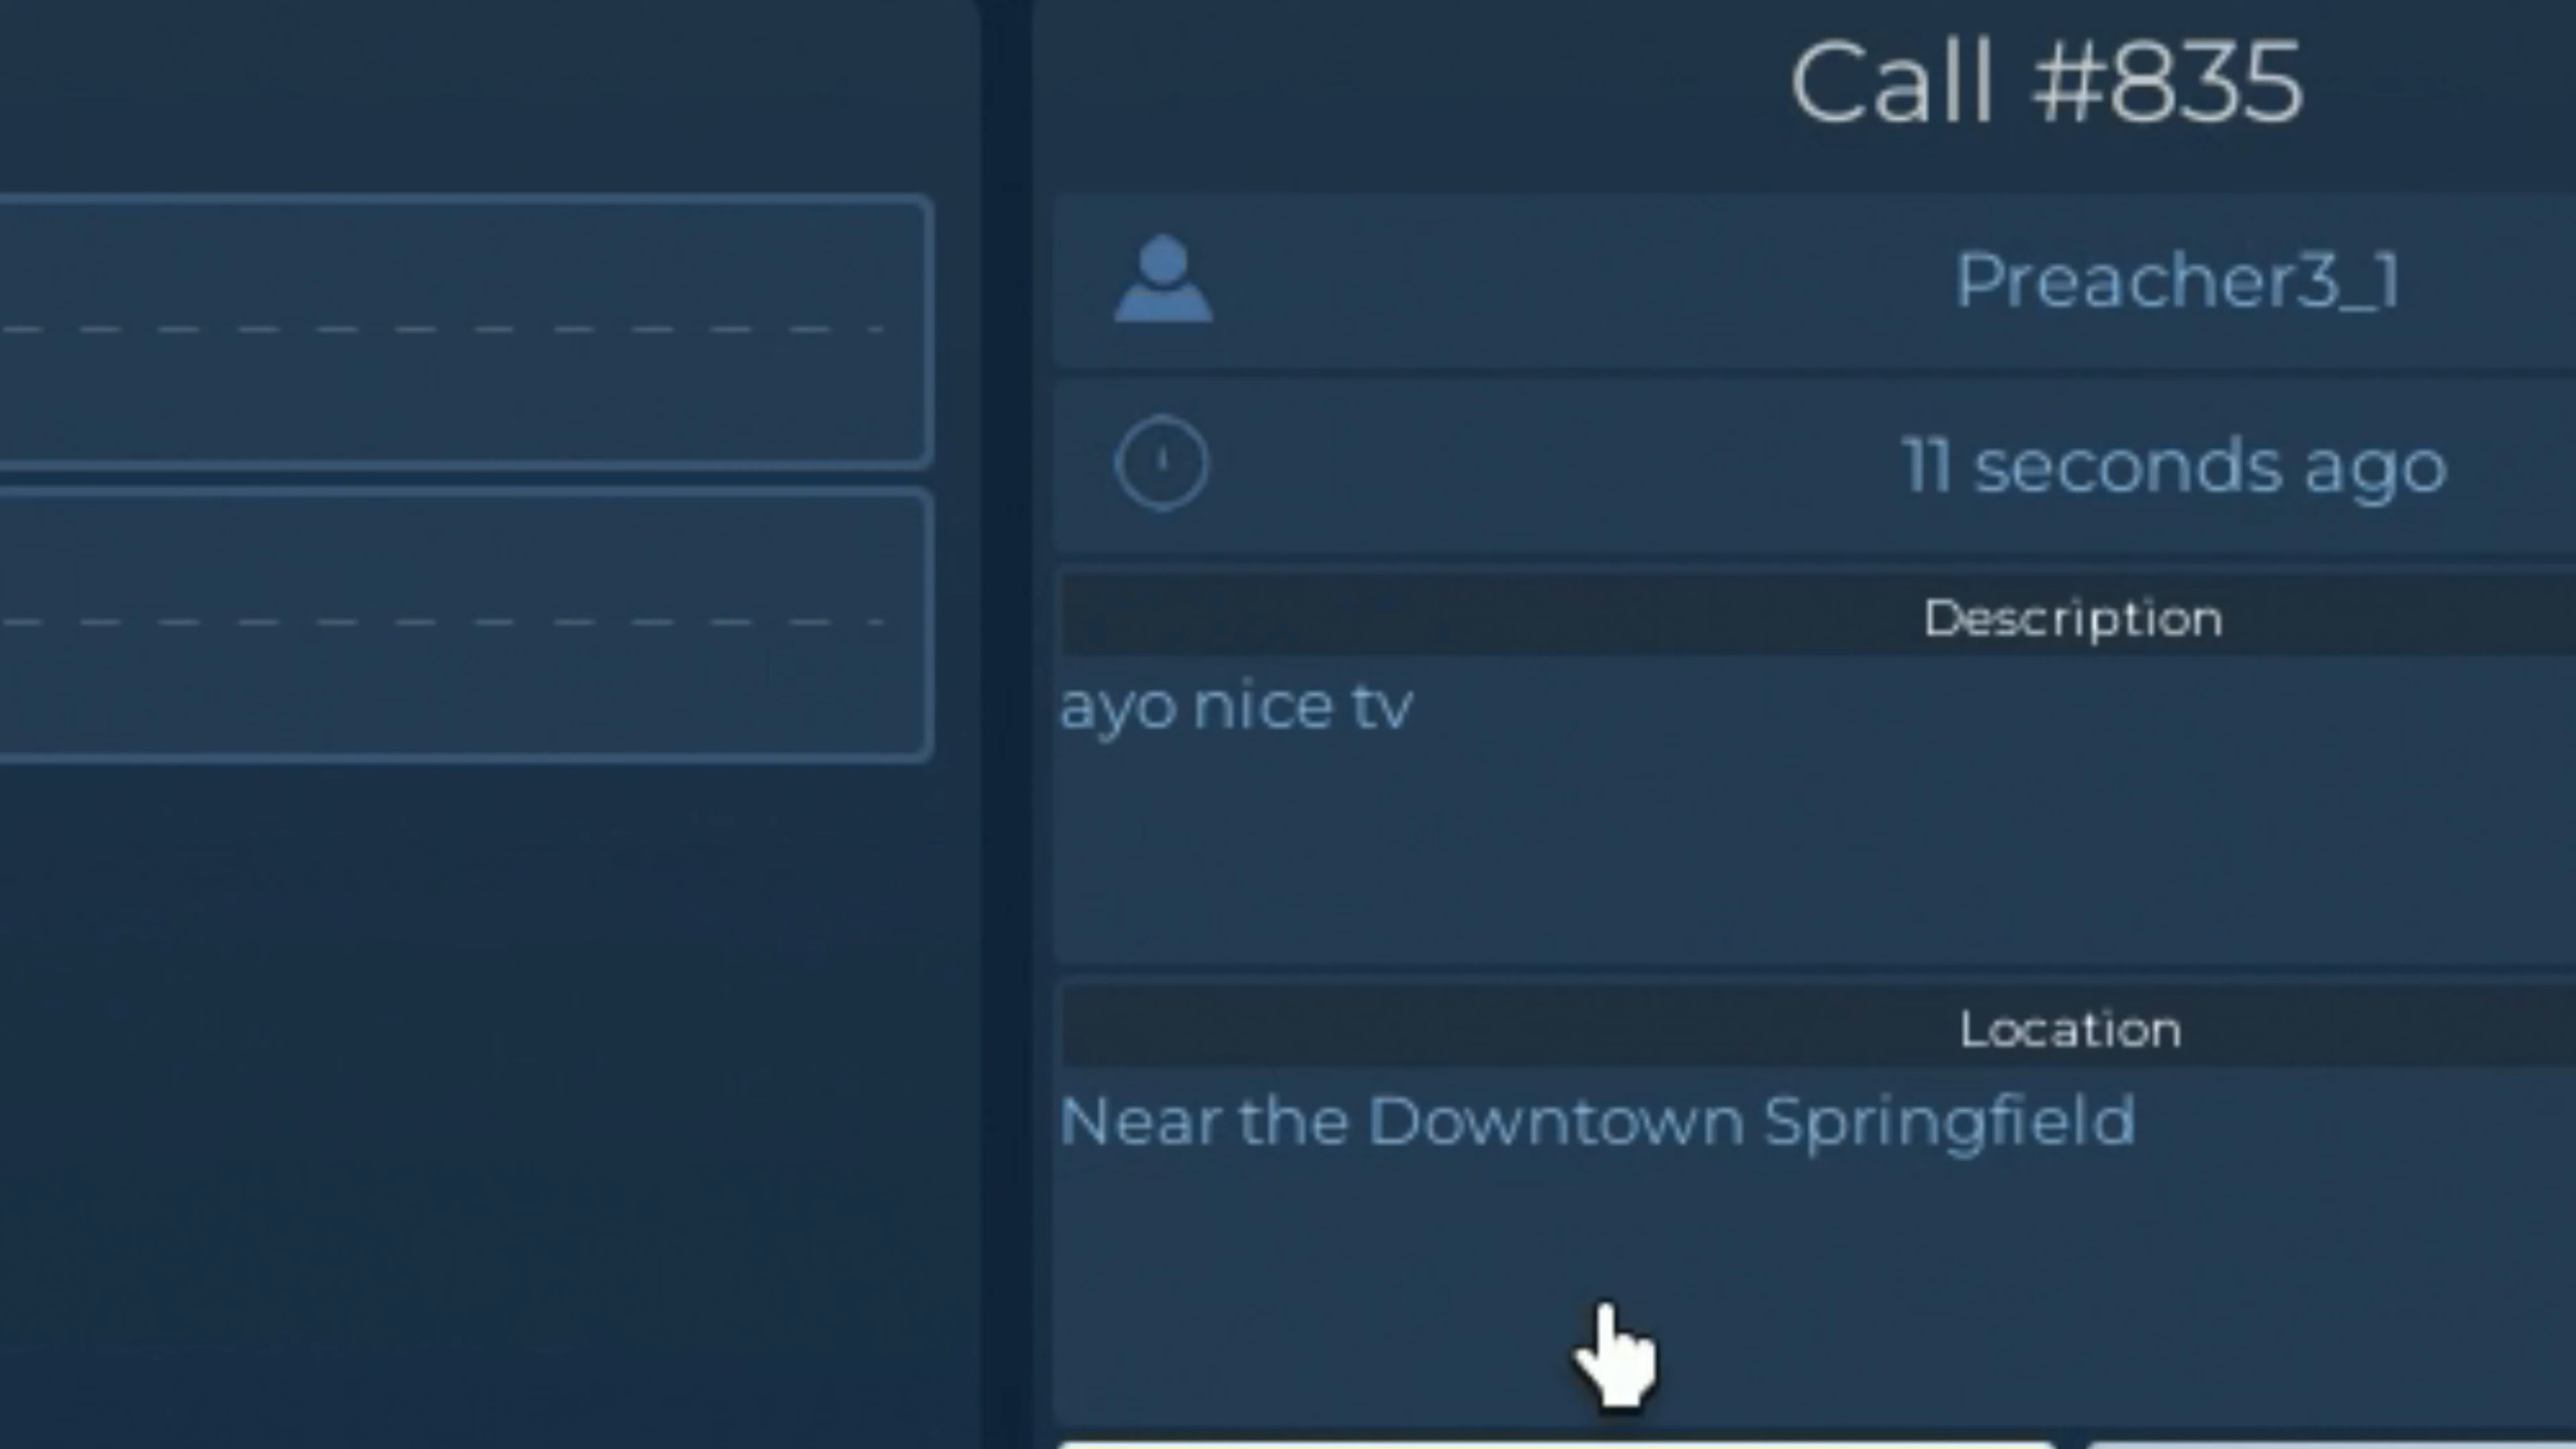 Call #835
Preacher3_1
11 seconds ago
Description
ayo nice tv
Location
Near the Downtown Springfield